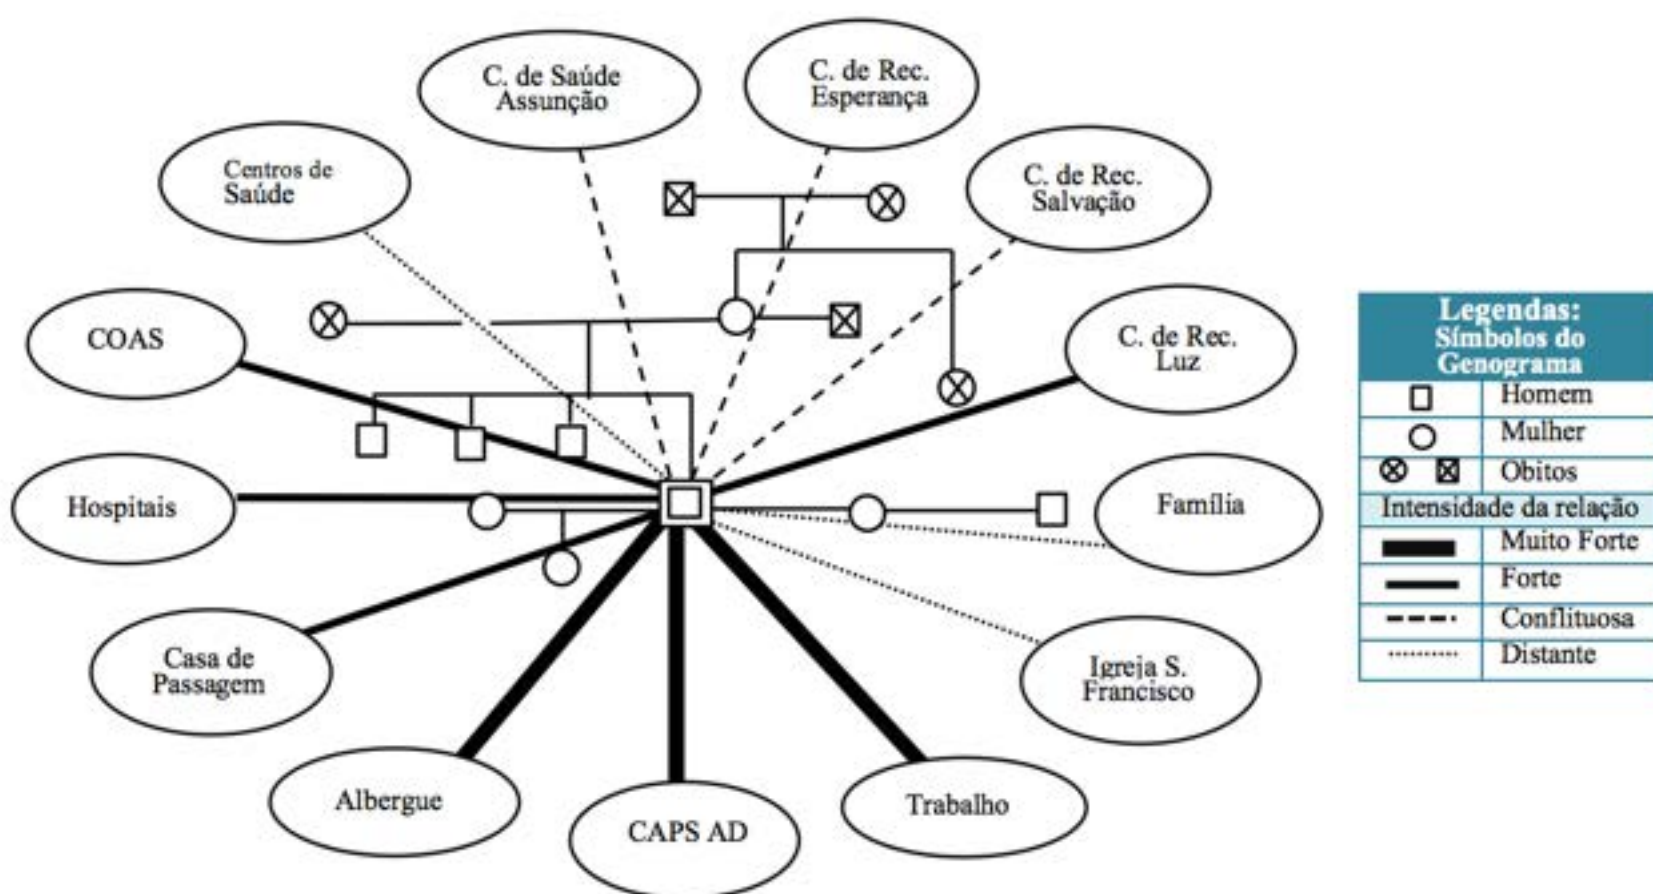 C. de Saúde
Assunção
C. de Rec.
Esperança
Centros de
Saúde
C. de Rec.
Salvação
COAS
C. de Rec.
Luz
Hospitais
Família
Casa de
Passagem
Igreja S.
Francisco
Albergue
CAPS AD
Trabalho
Legendas:
Símbolos do
Genograma
Homem
Mulher
Obitos
Intensidade da relação
Muito Forte
Forte
Conflituosa
Distante